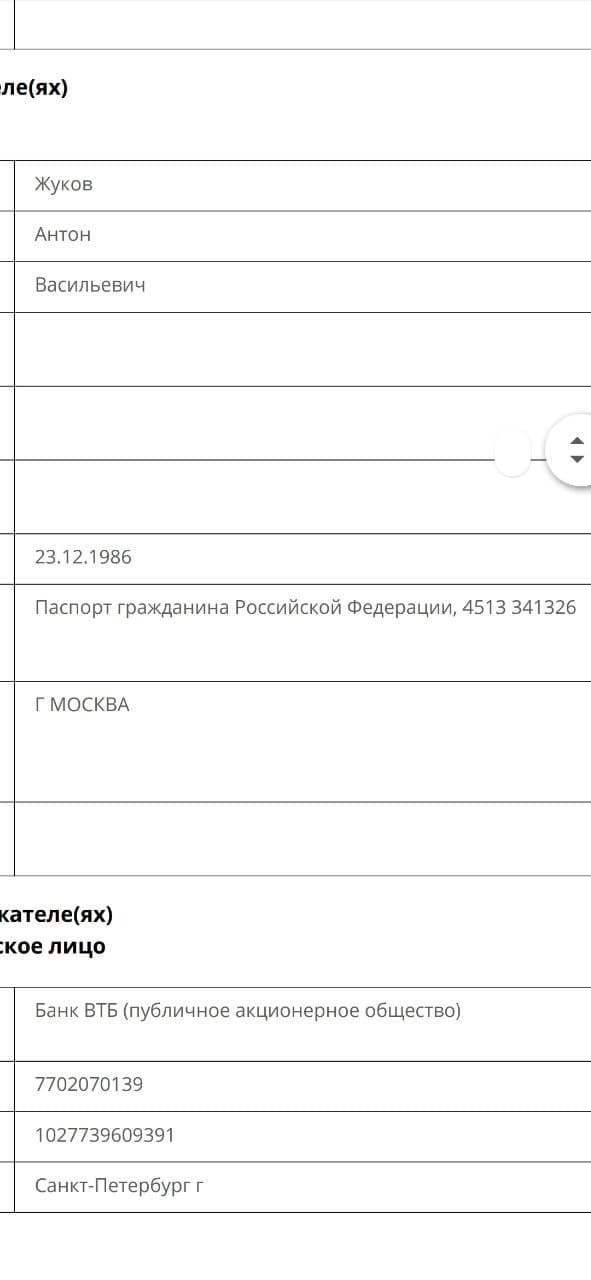 ле(ях)
Жуков
Антон
Васильевич
23.12.1986
Паспорт гражданина Российской Федерации, 4513 341326
Г МОСКВА
кателе(ях)
ское лицо
Банк ВТБ (публичное акционерное общество)
7702070139
1027739609391
Санкт-Петербург г